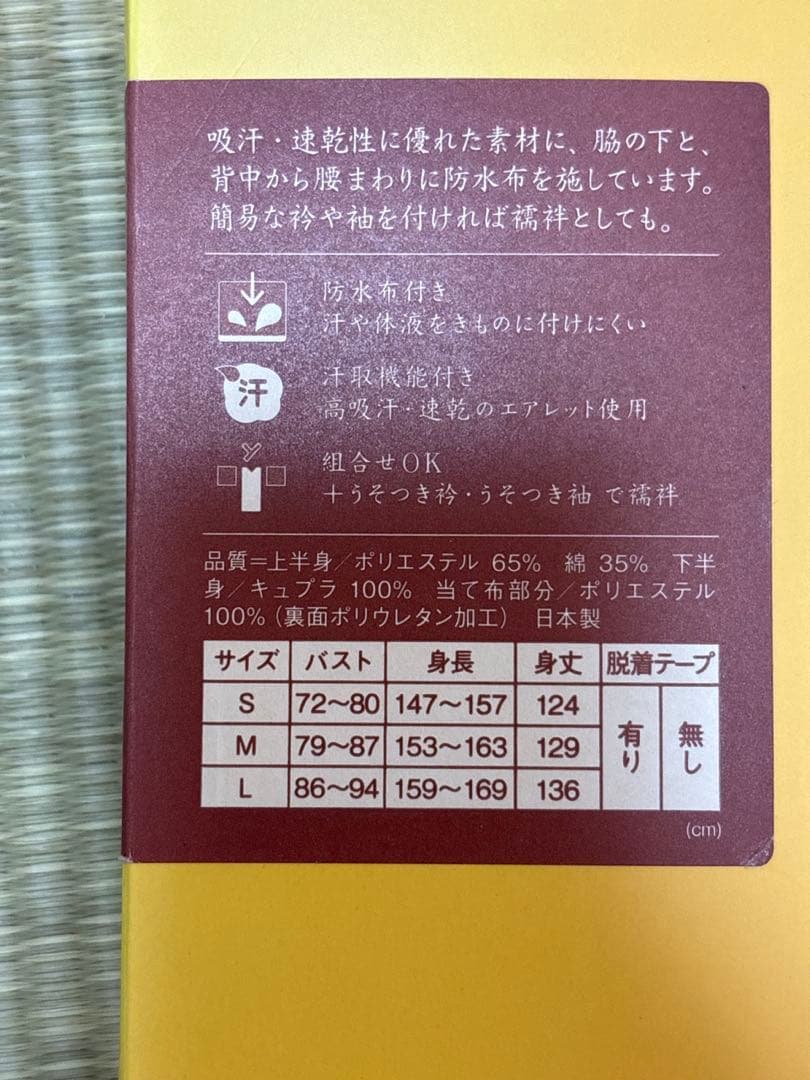 吸汗・速乾性に優れた素材に、脇の下と、
背中から腰まわりに防水布を施しています。
簡易な衿や袖を付ければ襦袢としても。
防水布付き
汗や体液をきものに付けにくい
汗
汗取機能付き
高吸汗・速乾のエアレット使用
組合せOK
＋うそつき衿・うそつき袖 で襦袢
品質＝上半身／ポリエステル 65%　綿 35%　下半
身／キュプラ 100%　当て布部分／ポリエステル
100%（裏面ポリウレタン加工）　日本製
サイズ バスト 身長 身丈 脱着テープ
S 72～80 147～157 124
M 79～87 153～163 129
L 86～94 159～169 136
有り
無し
(cm)